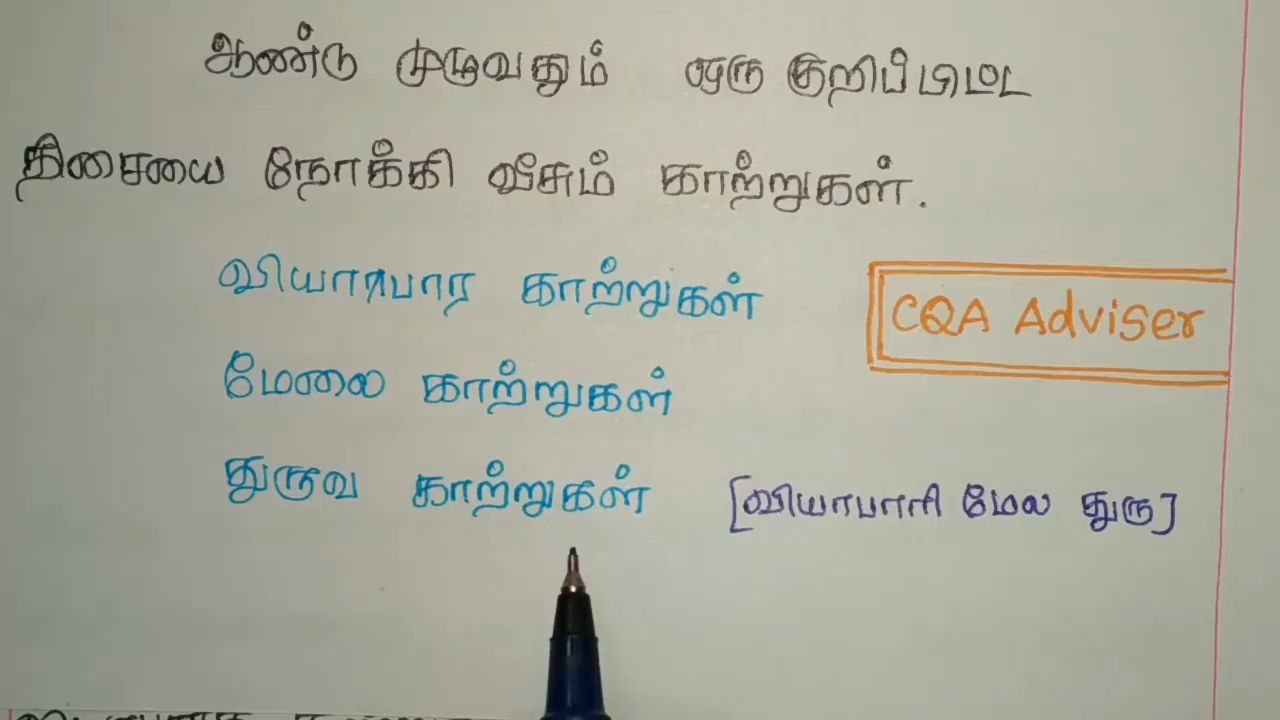 ஆண்டு முழுவதும் ஒரு குறிப்பிட்ட
திசையை நோக்கி வீசும் காற்றுகள்.
வியாபார காற்றுகள்
CQA Adviser
மேலை காற்றுகள்
துருவ காற்றுகள் [வியாபாரி மேல துரு]